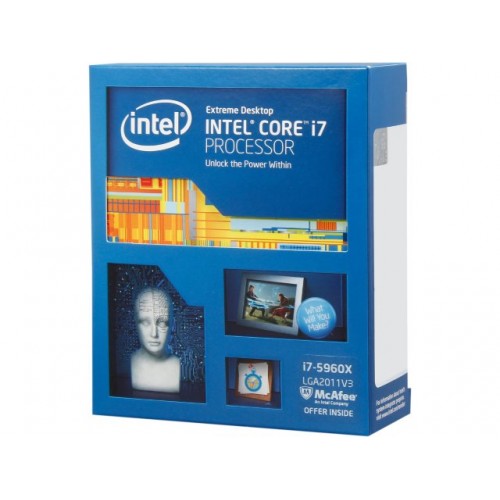 intel®
Extreme Desktop
INTEL® CORE™ i7
PROCESSOR
Unlock the Power Within
What
Will You
Make?
i7-5960X
LGA2011V3
McAfee
An Intel Company
OFFER INSIDE